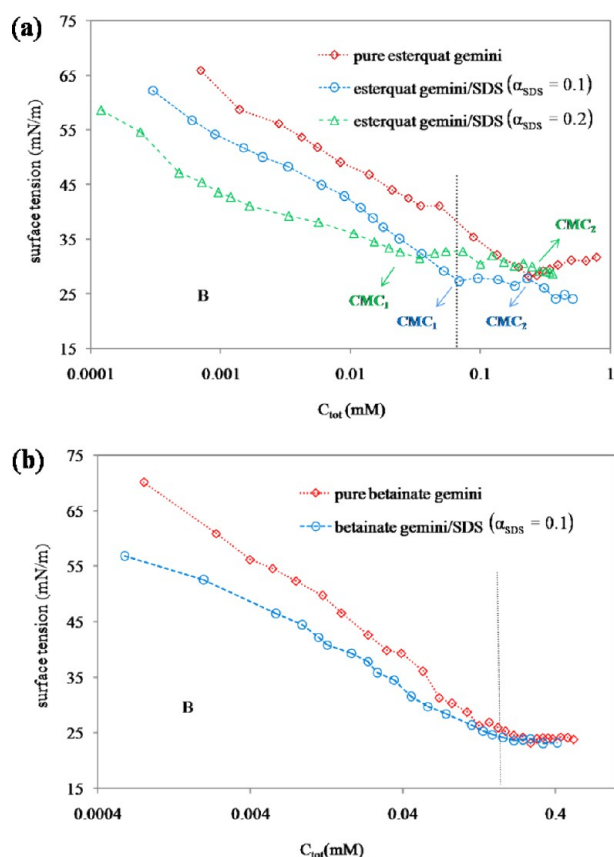 (a)
75
65
55
45
35
25
15
surface tension (mN/m)
pure esterquat gemini
esterquat gemini/SDS (αSDS = 0.1)
esterquat gemini/SDS (αSDS = 0.2)
CMC2
CMC1
CMC1
CMC2
B
0.0001 0.001 0.01 0.1 1
Ctot (mM)
(b)
75
65
55
45
35
25
15
surface tension (mN/m)
pure betainate gemini
betainate gemini/SDS (αSDS = 0.1)
B
0.0004 0.004 0.04 0.4
Ctot(mM)